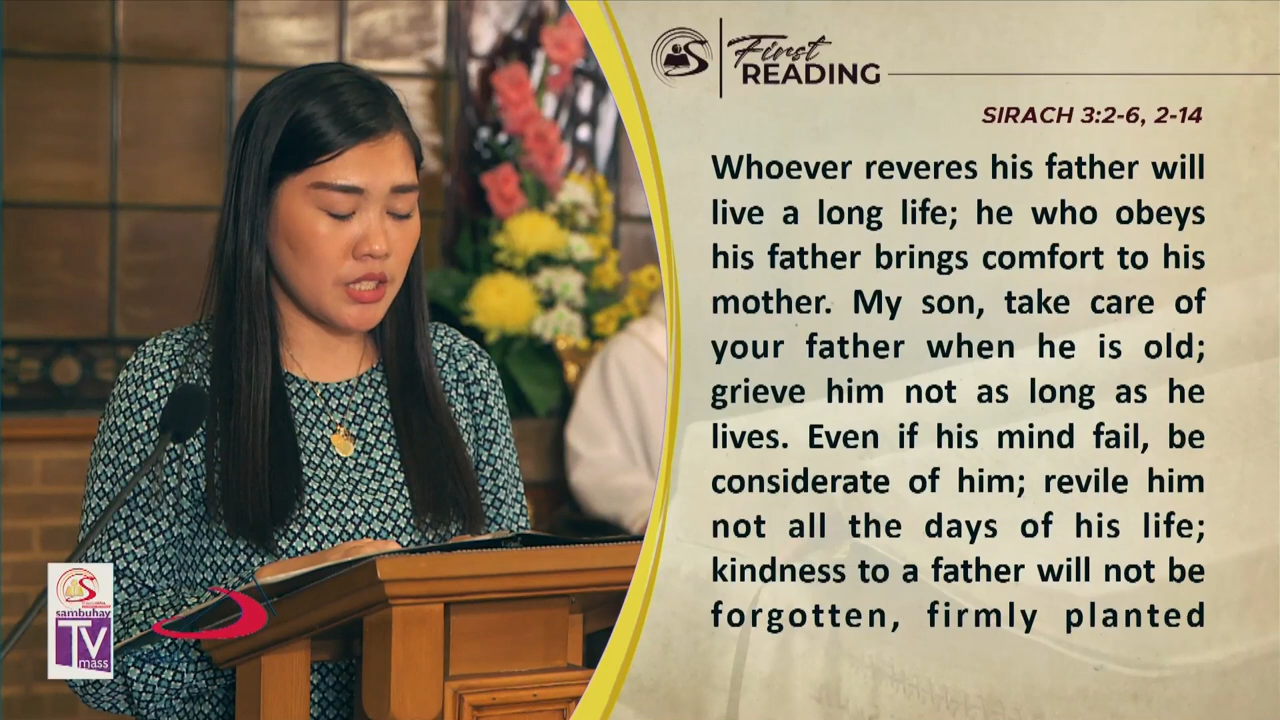 First
READING
SIRACH 3:2-6, 2-14
Whoever reveres his father will
live a long life; he who obeys
his father brings comfort to his
mother. My son, take care of
your father when he is old;
grieve him not as long as he
lives. Even if his mind fail, be
considerate of him; revile him
not all the days of his life;
kindness to a father will not be
forgotten, firmly planted
sambuhay
TV
mass